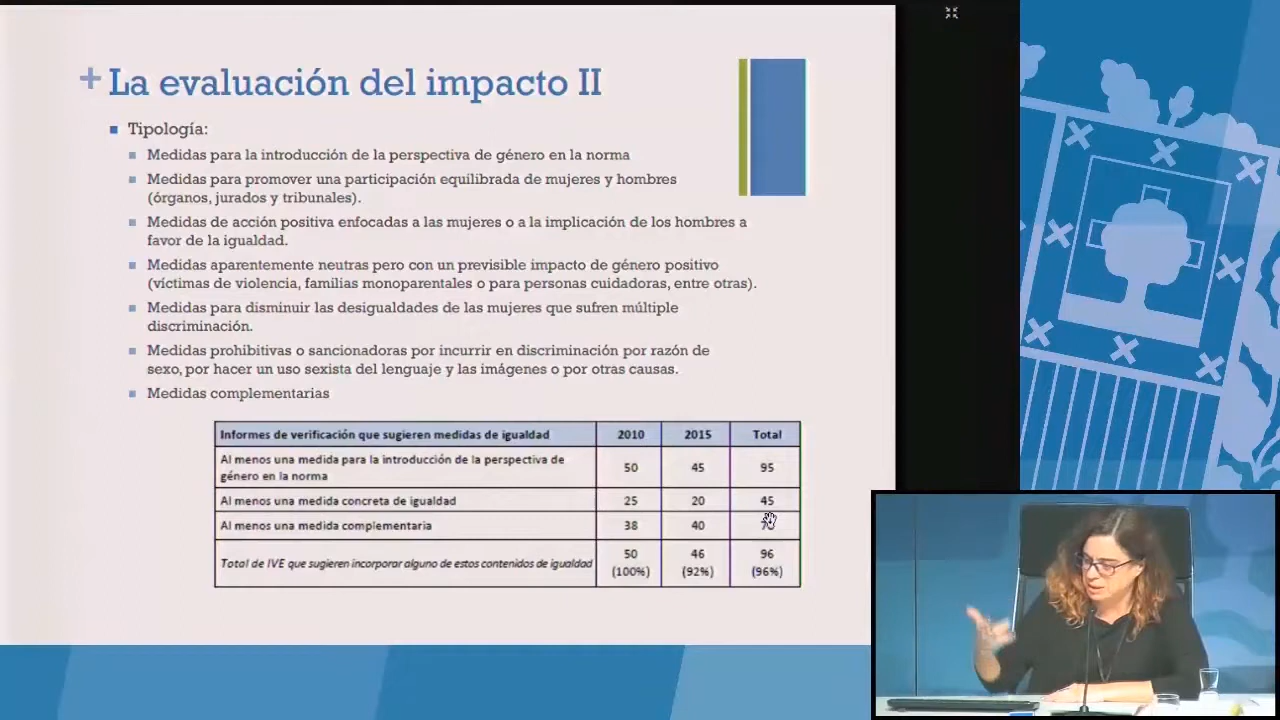 + La evaluación del impacto II
Tipología:
Medidas para la introducción de la perspectiva de género en la norma
Medidas para promover una participación equilibrada de mujeres y hombres
(órganos, jurados y tribunales).
Medidas de acción positiva enfocadas a las mujeres o a la implicación de los hombres a
favor de la igualdad.
Medidas aparentemente neutras pero con un previsible impacto de género positivo
(víctimas de violencia, familias monoparentales o para personas cuidadoras, entre otras).
Medidas para disminuir las desigualdades de las mujeres que sufren múltiple
discriminación.
Medidas prohibitivas o sancionadoras por incurrir en discriminación por razón de
sexo, por hacer un uso sexista del lenguaje y las imágenes o por otras causas.
Medidas complementarias
Informes de verificación que sugieren medidas de igualdad 2010 2015 Total
Al menos una medida para la introducción de la perspectiva de
género en la norma 50 45 95
Al menos una medida concreta de igualdad 25 20 45
Al menos una medida complementaria 38 40
Total de IVE que sugieren incorporar alguno de estos contenidos de igualdad 50 46 96
(100%) (92%) (96%)